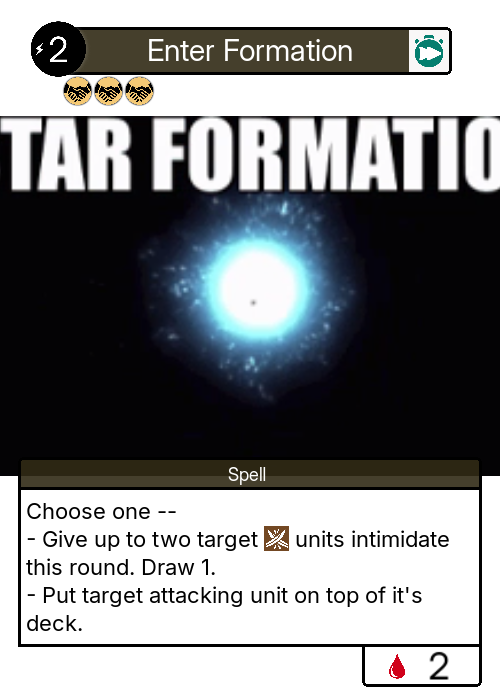 2 Enter Formation
TAR FORMATIO
Spell
Choose one --
- Give up to two target units intimidate
this round. Draw 1.
- Put target attacking unit on top of it's
deck.
2